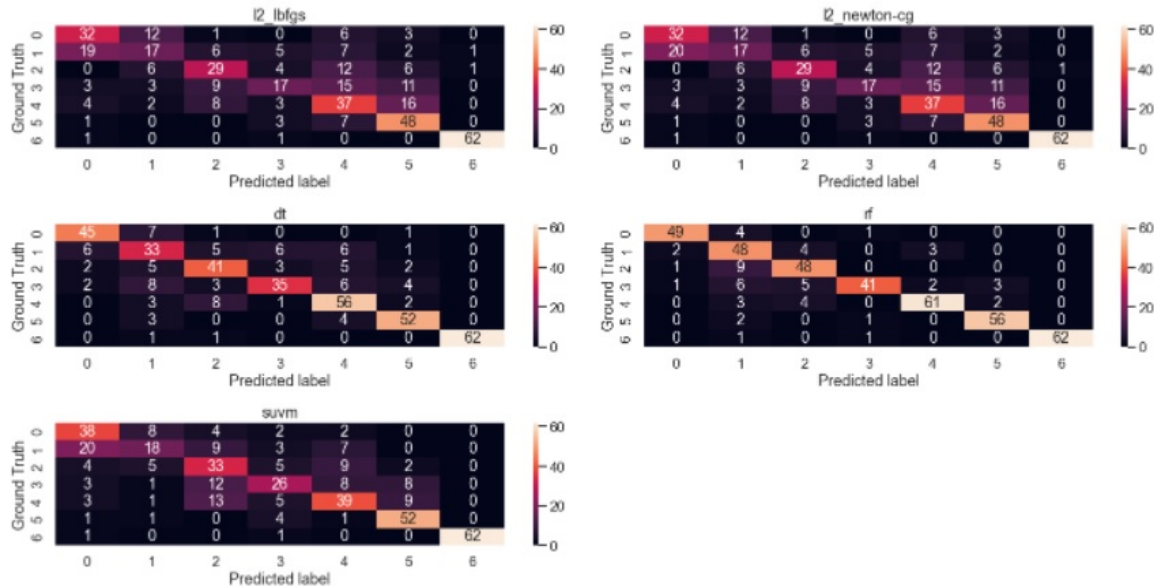 l2_lbfgs
Ground Truth
0 32 12 1 0 6 3 0
1 19 17 6 5 7 2 1
2 0 6 29 4 12 6 1
3 3 3 9 17 15 11 0
4 4 2 8 3 37 16 0
5 1 0 0 3 7 48 0
6 1 0 0 1 0 0 62
0 1 2 3 4 5 6
Predicted label
60
40
20
0
l2_newton-cg
Ground Truth
0 32 12 1 0 6 3 0
1 20 17 6 5 7 2 1
2 0 6 29 4 12 6 1
3 3 3 9 17 15 11 0
4 4 2 8 3 37 16 0
5 1 0 0 3 7 48 0
6 1 0 0 1 0 0 62
0 1 2 3 4 5 6
Predicted label
60
40
20
0
dt
Ground Truth
0 45 7 1 0 0 1 0
1 6 33 5 6 6 1 0
2 2 5 41 3 5 2 0
3 2 8 3 35 6 4 0
4 0 3 8 1 56 2 0
5 0 3 0 0 4 52 0
6 0 1 1 0 0 0 62
0 1 2 3 4 5 6
Predicted label
60
40
20
0
rf
Ground Truth
0 49 4 0 1 0 0 0
1 2 48 4 0 3 0 0
2 1 9 48 0 0 0 0
3 1 6 5 41 2 3 0
4 0 3 4 0 61 2 0
5 0 2 0 1 0 56 0
6 0 1 0 1 0 0 62
0 1 2 3 4 5 6
Predicted label
60
40
20
0
suvm
Ground Truth
0 38 8 4 2 2 0 0
1 20 18 9 3 7 0 0
2 4 5 33 5 9 2 0
3 3 1 12 26 8 8 0
4 3 1 13 5 39 9 0
5 1 1 0 4 1 52 0
6 1 0 0 1 0 0 62
0 1 2 3 4 5 6
Predicted label
60
40
20
0